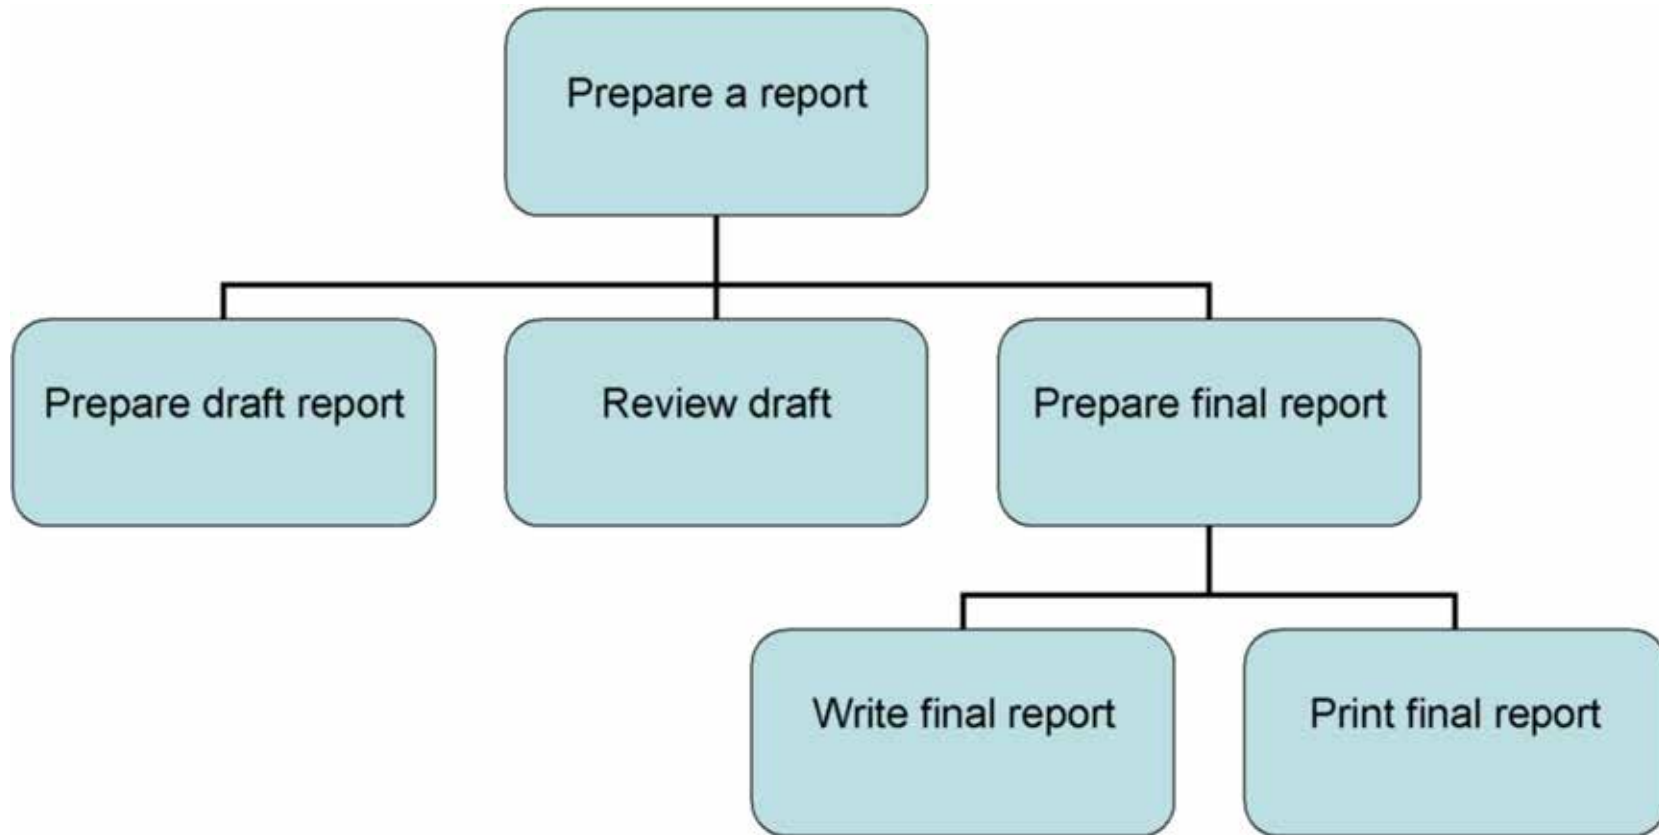 Prepare a report
Prepare draft report
Review draft
Prepare final report
Write final report
Print final report